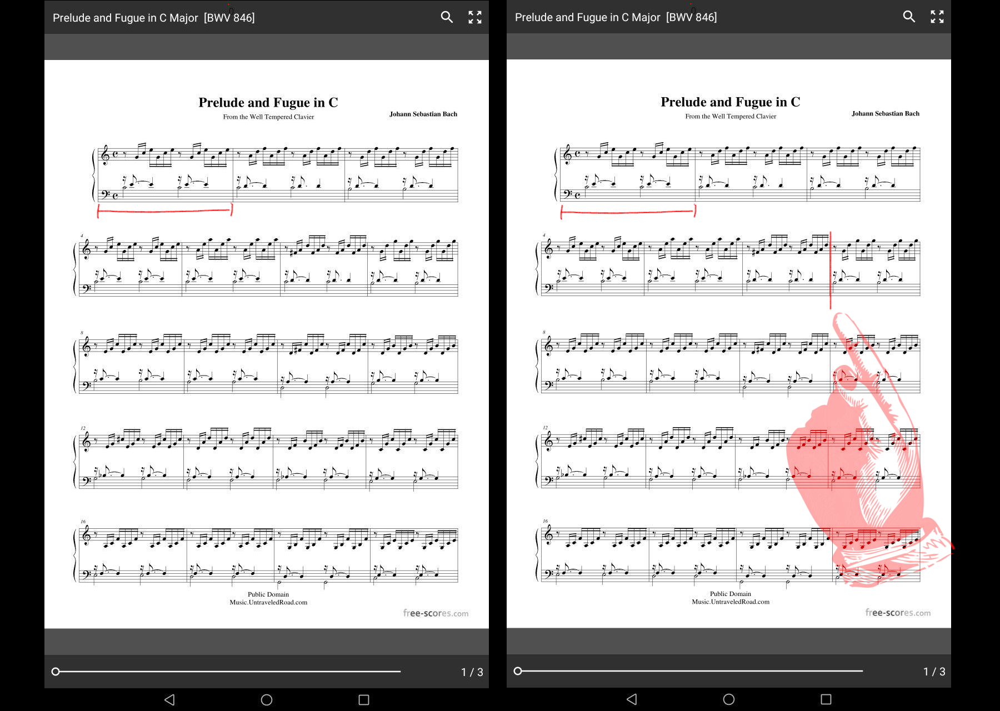 Prelude and Fugue in C Major [BWV 846]
Prelude and Fugue in C
From the Well Tempered Clavier
Johann Sebastian Bach
4
8
12
16
Public Domain
Music.UntraveledRoad.com
free-scores.com
1 / 3
Prelude and Fugue in C Major [BWV 846]
Prelude and Fugue in C
From the Well Tempered Clavier
Johann Sebastian Bach
4
8
12
16
Public Domain
Music.UntraveledRoad.com
free-scores.com
1 / 3